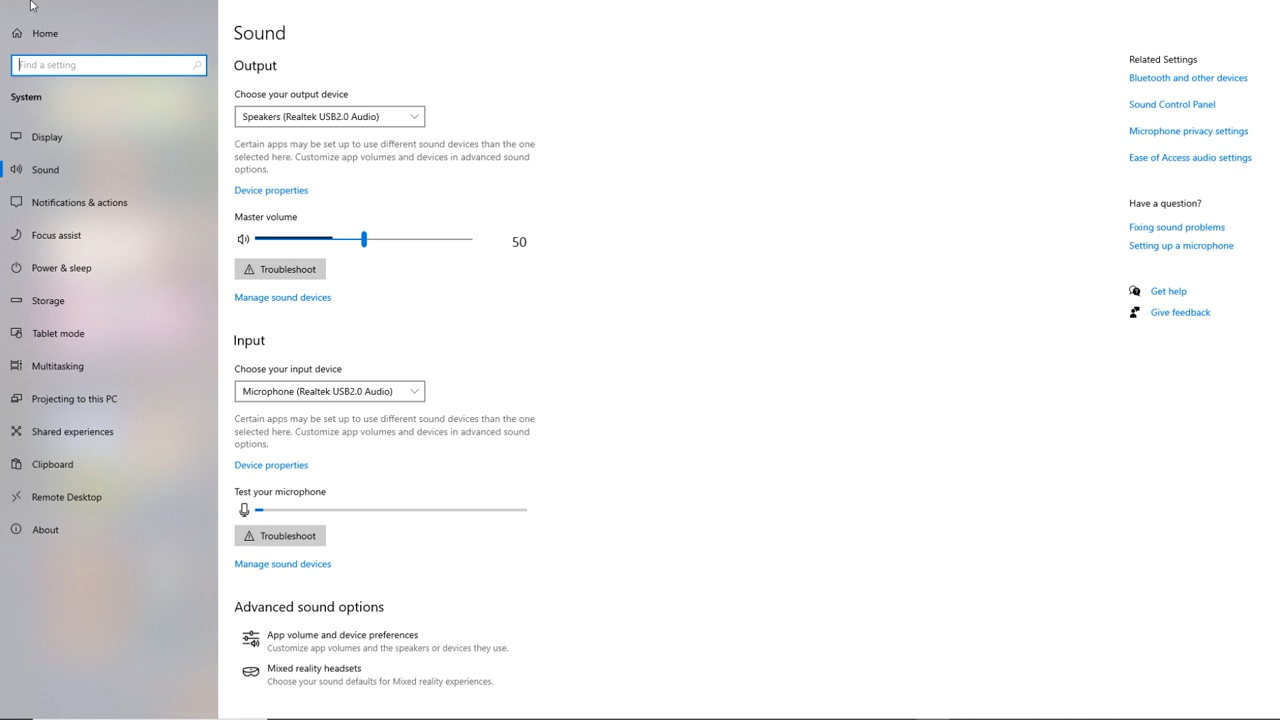 Home
Find a setting
System
Display
Sound
Notifications & actions
Focus assist
Power & sleep
Storage
Tablet mode
Multitasking
Projecting to this PC
Shared experiences
Clipboard
Remote Desktop
About
Sound
Output
Choose your output device
Speakers (Realtek USB2.0 Audio)
Certain apps may be set up to use different sound devices than the one
selected here. Customize app volumes and devices in advanced sound
options.
Device properties
Master volume
50
Troubleshoot
Manage sound devices
Input
Choose your input device
Microphone (Realtek USB2.0 Audio)
Certain apps may be set up to use different sound devices than the one
selected here. Customize app volumes and devices in advanced sound
options.
Device properties
Test your microphone
Troubleshoot
Manage sound devices
Advanced sound options
App volume and device preferences
Customize app volumes and the speakers or devices they use.
Mixed reality headsets
Choose your sound defaults for Mixed reality experiences.
Related Settings
Bluetooth and other devices
Sound Control Panel
Microphone privacy settings
Ease of Access audio settings
Have a question?
Fixing sound problems
Setting up a microphone
Get help
Give feedback